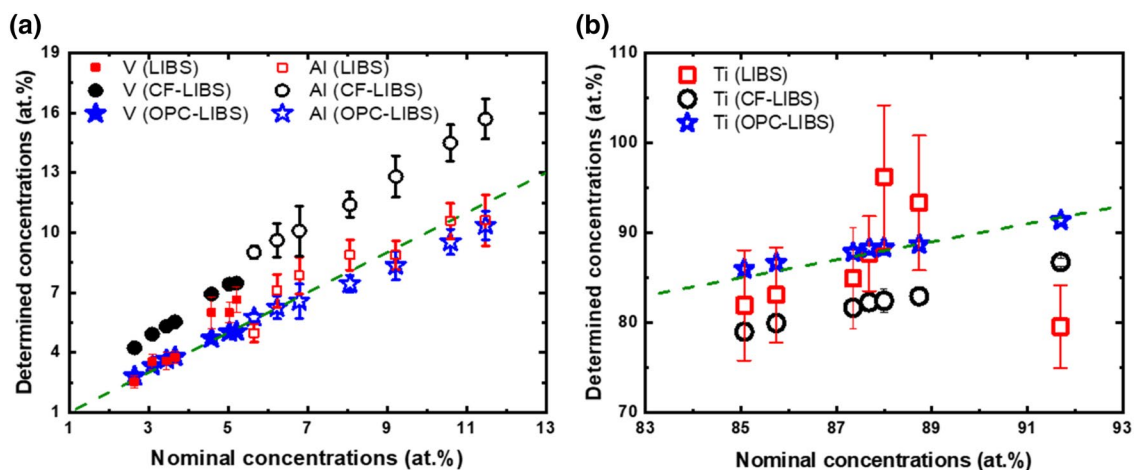 (a)
Determined concentrations (at.%)
19
16
13
10
7
4
1
V (LIBS)
V (CF-LIBS)
V (OPC-LIBS)
Al (LIBS)
Al (CF-LIBS)
Al (OPC-LIBS)
1 3 5 7 9 11 13
Nominal concentrations (at.%)
(b)
Determined concentrations (at.%)
110
100
90
80
70
Ti (LIBS)
Ti (CF-LIBS)
Ti (OPC-LIBS)
83 85 87 89 91 93
Nominal concentrations (at.%)